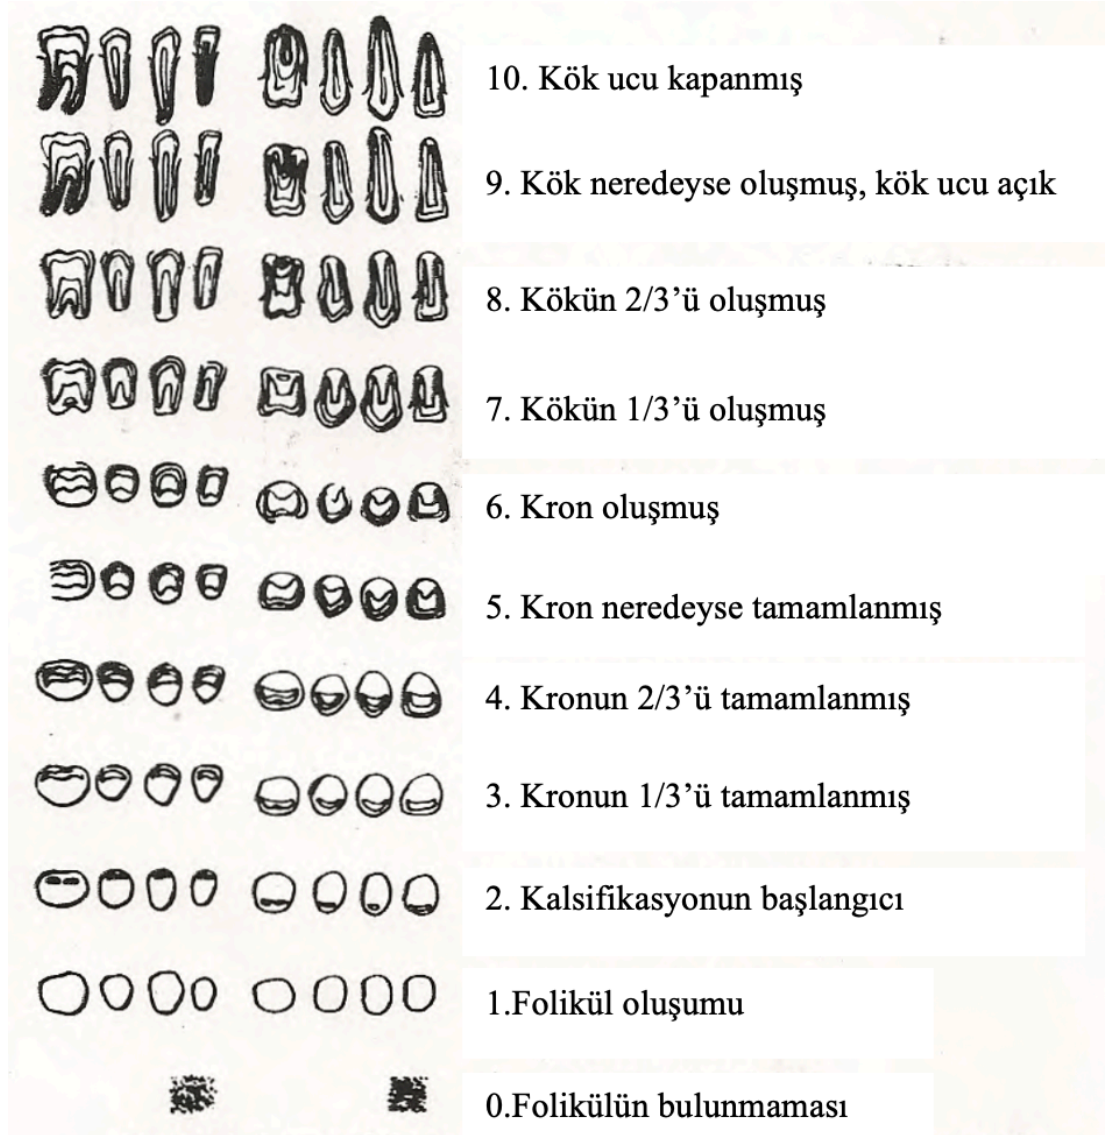 10. Kök ucu kapanmış
9. Kök neredeyse oluşmuş, kök ucu açık
8. Kökün 2/3’ü oluşmuş
7. Kökün 1/3’ü oluşmuş
6. Kron oluşmuş
5. Kron neredeyse tamamlanmış
4. Kronun 2/3’ü tamamlanmış
3. Kronun 1/3’ü tamamlanmış
2. Kalsifikasyonun başlangıcı
1.Folikül oluşumu
0.Folikülün bulunmaması